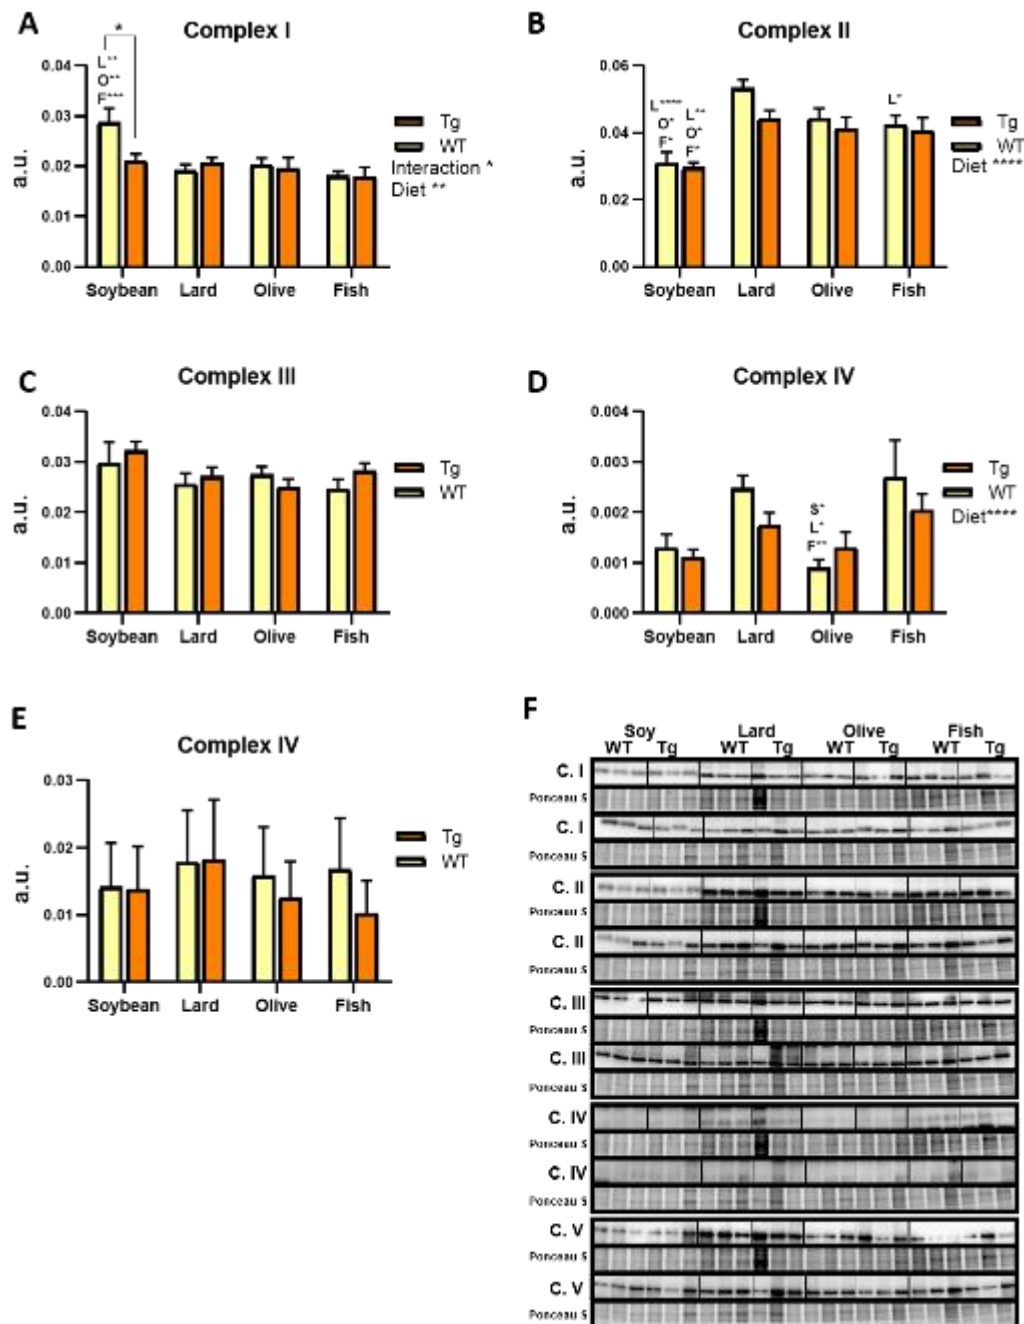 A
Complex I
*
L**
O**
F***
0.04
0.03
0.02
0.01
0.00
a.u.
Soybean Lard Olive Fish
Tg
WT
Interaction *
Diet **
B
Complex II
0.06
0.04
0.02
0.00
a.u.
L****
O*
F*
L**
O*
F*
L*
Soybean Lard Olive Fish
Tg
WT
Diet ****
C
Complex III
0.04
0.03
0.02
0.01
0.00
a.u.
Soybean Lard Olive Fish
Tg
WT
D
Complex IV
0.004
0.003
0.002
0.001
0.000
a.u.
S*
L*
F**
Soybean Lard Olive Fish
Tg
WT
Diet****
E
Complex IV
0.03
0.02
0.01
0.00
a.u.
Soybean Lard Olive Fish
Tg
WT
F
Soy Lard Olive Fish
WT Tg WT Tg WT Tg WT Tg
C. I
Ponceau S
C. I
Ponceau S
C. II
Ponceau S
C. II
Ponceau S
C. III
Ponceau S
C. III
Ponceau S
C. IV
Ponceau S
C. IV
Ponceau S
C. V
Ponceau S
C. V
Ponceau S